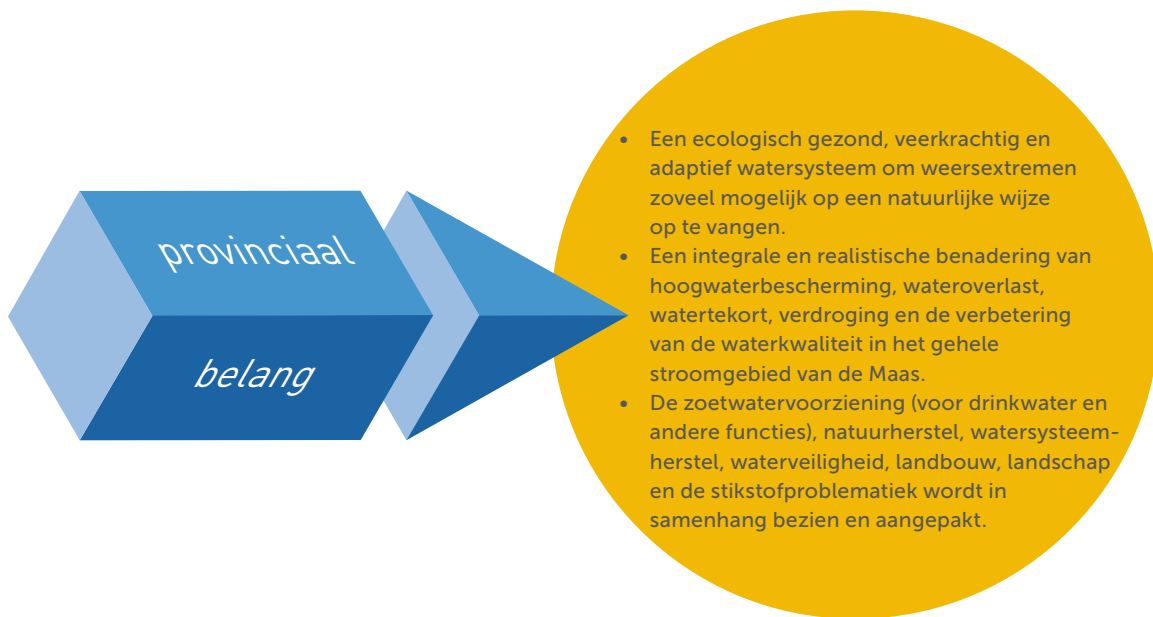 provinciaal
belang
• Een ecologisch gezond, veerkrachtig en
adaptief watersysteem om weersextremen
zoveel mogelijk op een natuurlijke wijze
op te vangen.
• Een integrale en realistische benadering van
hoogwaterbescherming, wateroverlast,
watertekort, verdroging en de verbetering
van de waterkwaliteit in het gehele
stroomgebied van de Maas.
• De zoetwatervoorziening (voor drinkwater en
andere functies), natuurherstel, watersysteem-
herstel, waterveiligheid, landbouw, landschap
en de stikstofproblematiek wordt in
samenhang bezien en aangepakt.